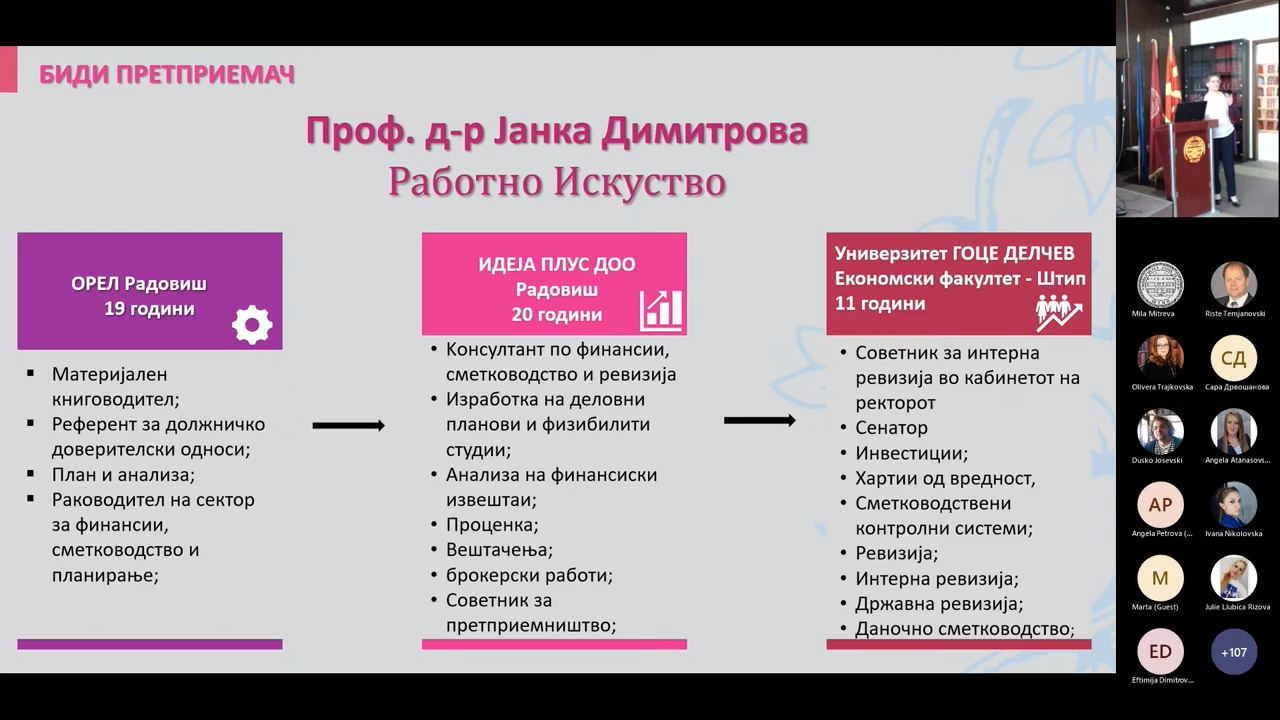 БИДИ ПРЕТПРИЕМАЧ
Проф. д-р Јанка Димитрова
Работно Искуство
ОРЕЛ Радовиш
19 години
Материјален
книговодител;
Референт за должничко
доверителски односи;
План и анализа;
Раководител на сектор
за финансии,
сметководство и
планирање;
ИДЕЈА ПЛУС ДОО
Радовиш
20 години
Консултант по финансии,
сметководство и ревизија
Изработка на деловни
планови и физибилити
студии;
Анализа на финансиски
извештаи;
Проценка;
Вештачења;
брокерски работи;
Советник за
претприемништво;
Универзитет ГОЦЕ ДЕЛЧЕВ
Економски факултет - Штип
11 години
Советник за интерна
ревизија во кабинетот на
ректорот
Сенатор
Инвестиции;
Хартии од вредност,
Сметководствени
контролни системи;
Ревизија;
Интерна ревизија;
Државна ревизија;
Даночно сметководство;
Mila Mitreva
Riste Temjanovski
СД
Olivera Trajkovska
Сара Дрвошанова
Dusko Josevski
Angela Atanasovs...
AP
Angela Petrova (...
Ivana Nikolovska
M
Marta (Guest)
Julie LJubica Rizova
ED
Eftimija Dimitrov...
+107